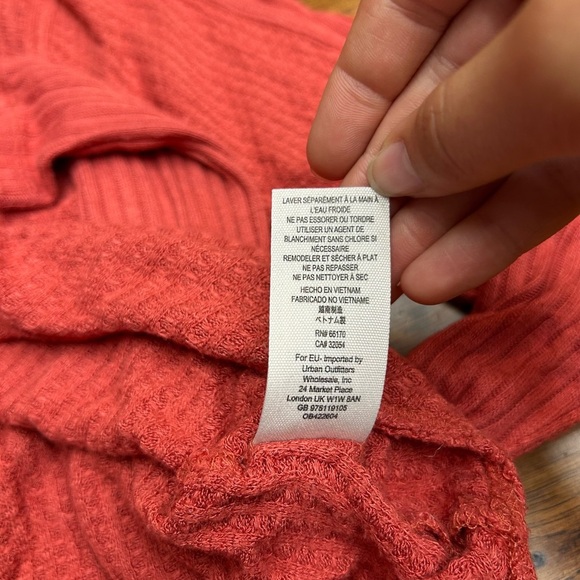 LAVER SÉPARÉMENT À LA MAIN À
L'EAU FROIDE
NE PAS ESSORER OU TORDRE
UTILISER UN AGENT DE
BLANCHIMENT SANS CHLORE SI
NÉCESSAIRE
REMODELER ET SÈCHER À PLAT
NE PAS REPASSER
NE PAS NETTOYER À SEC
HECHO EN VIETNAM
FABRICADO NO VIETNAME
越南制造
ベトナム製
RN# 66170
CA# 32054
For EU- Imported by
Urban Outfitters
Wholesale, Inc
24 Market Place
London UK W1W 8AN
GB 975119105
OB422604